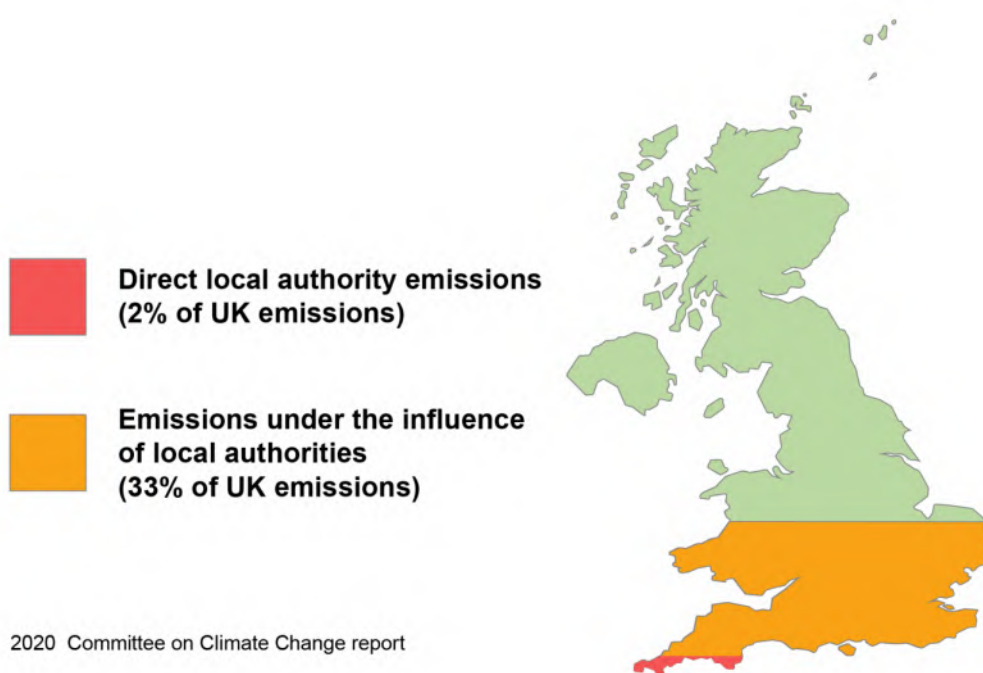 Direct local authority emissions
(2% of UK emissions)
Emissions under the influence
of local authorities
(33% of UK emissions)
2020 Committee on Climate Change report